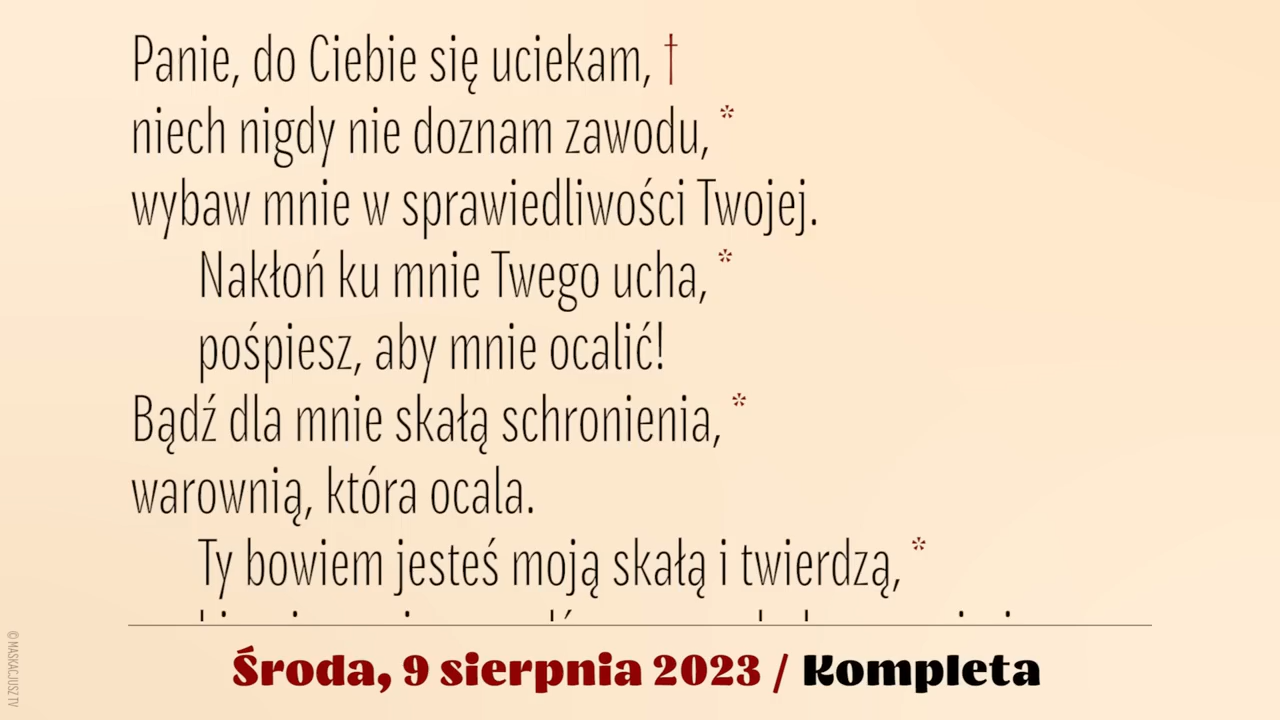 Panie, do Ciebie się uciekam, †
niech nigdy nie doznam zawodu, *
wybaw mnie w sprawiedliwości Twojej.
Nakłoń ku mnie Twego ucha, *
pośpiesz, aby mnie ocalić!
Bądź dla mnie skałą schronienia, *
warownią, która ocala.
Ty bowiem jesteś moją skałą i twierdzą, *
Środa, 9 sierpnia 2023 / Kompleta
© MASKACJUSZ TV